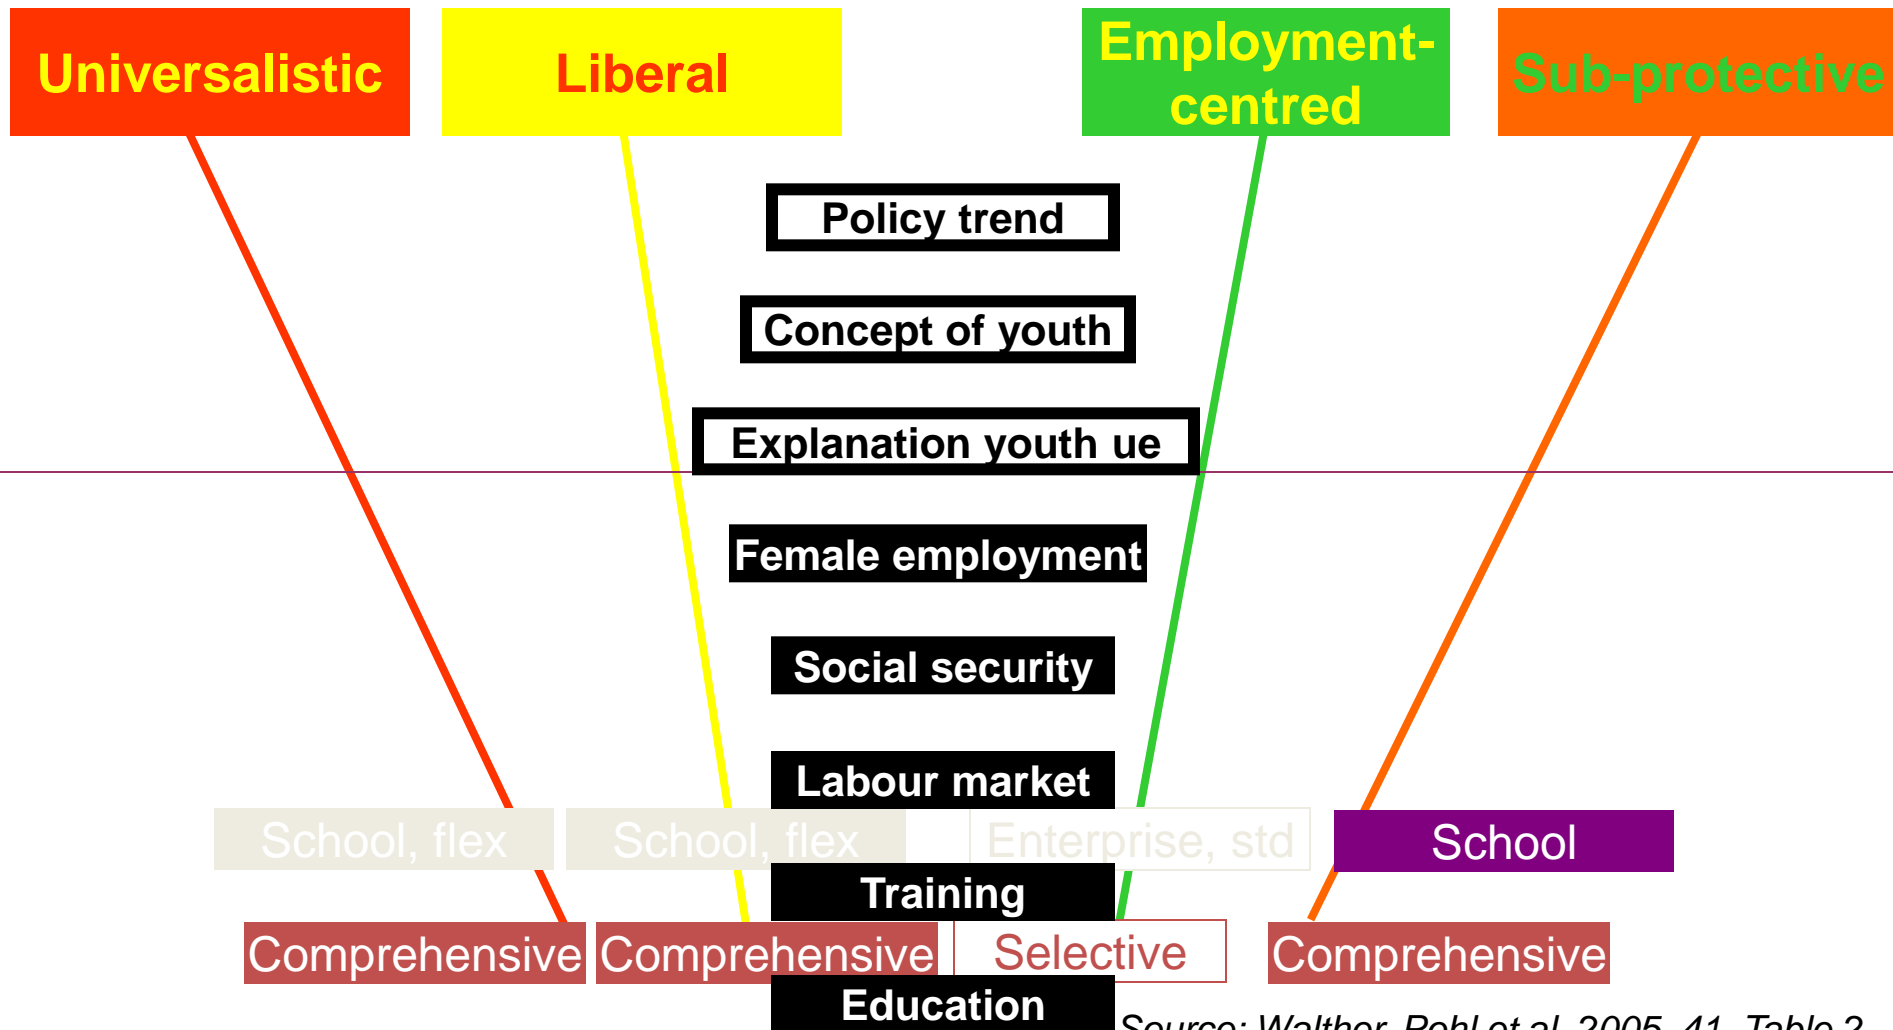 Universalistic
Liberal
Employment-
centred
Sub-protective
Policy trend
Concept of youth
Explanation youth ue
Female employment
Social security
Labour market
School, flex
School, flex
Enterprise, std
School
Training
Comprehensive
Comprehensive
Selective
Comprehensive
Education
Source: Walther, Pohl et al. 2005, 41, Table 2